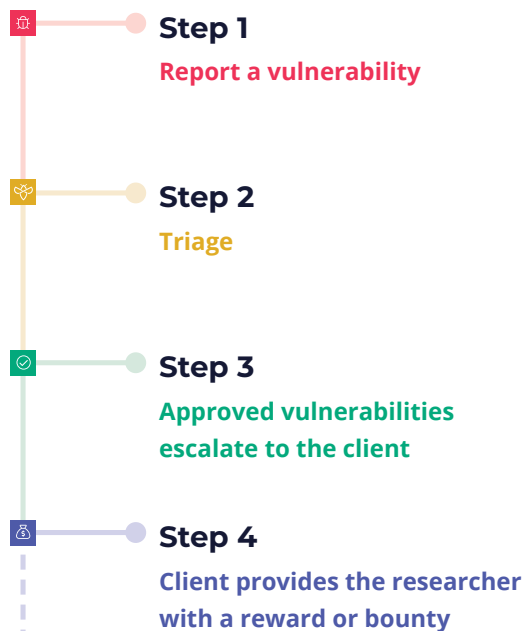 Step 1
Report a vulnerability
Step 2
Triage
Step 3
Approved vulnerabilities
escalate to the client
Step 4
Client provides the researcher
with a reward or bounty